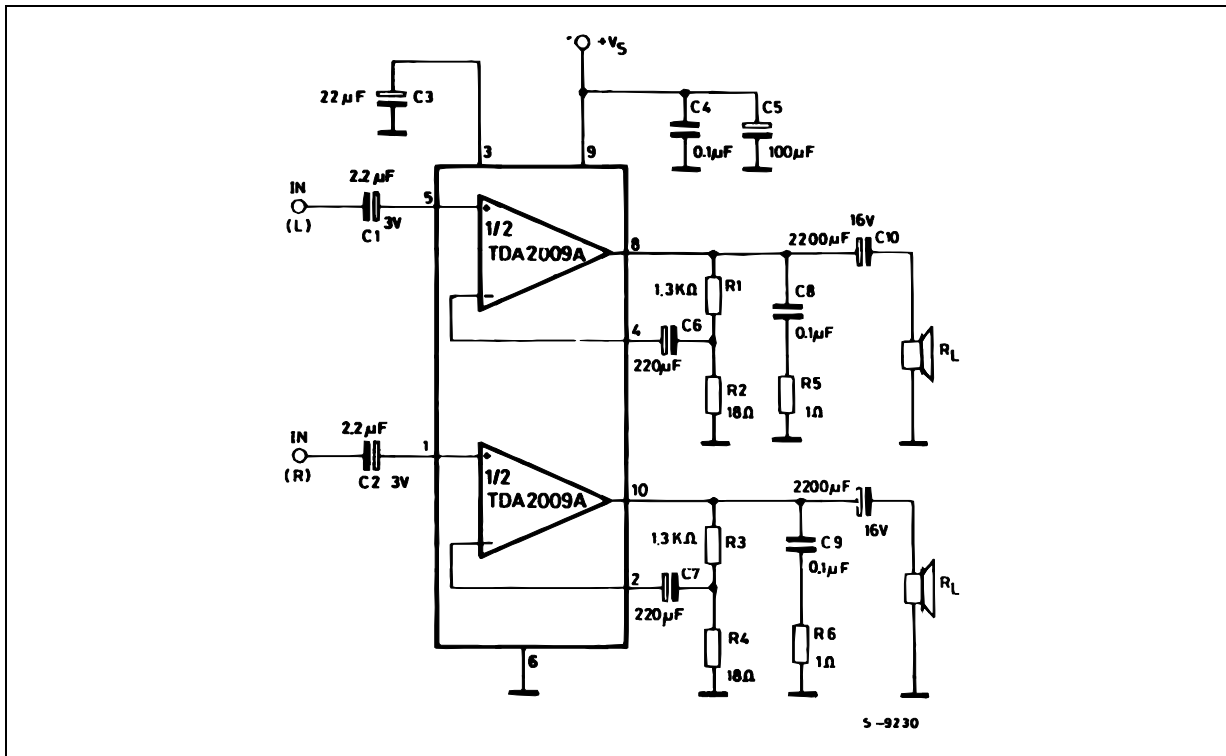 +VS
22µF C3
C4
C5
0.1µF
100µF
3
9
2.2µF
IN
5
(L)
3V
C1
1/2
TDA2009A
8
16V
2200µF C10
1.3KΩ R1
C8
0.1µF
4
C6
220µF
RL
R2
18Ω
R5
1Ω
2.2µF
IN
1
(R)
C2 3V
1/2
TDA2009A
10
2200µF
16V
1.3KΩ R3
C9
0.1µF
2
C7
220µF
RL
R4
18Ω
R6
1Ω
6
S-9230